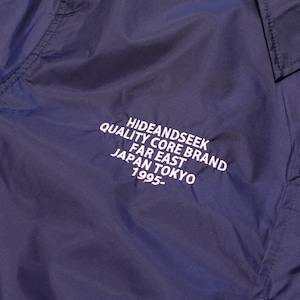 HIDEANDSEEK
QUALITY CORE BRAND
FAR EAST
JAPAN TOKYO
1995-